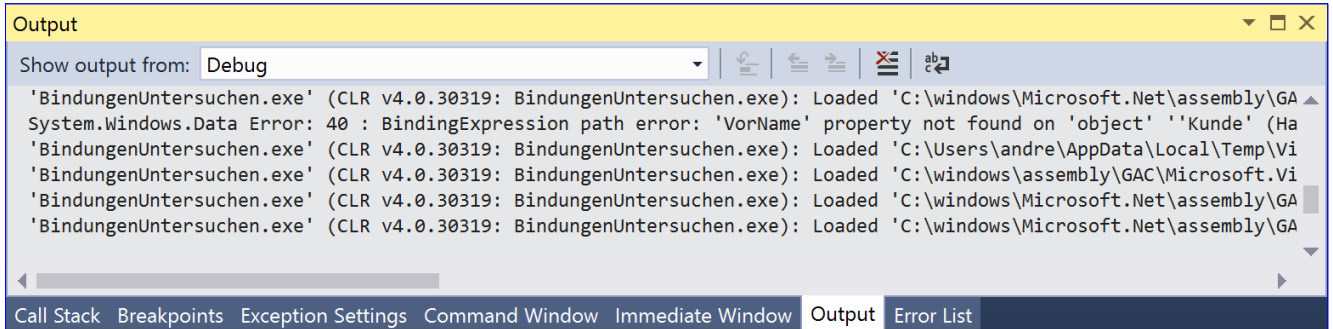 Output
Show output from: Debug
'BindungenUntersuchen.exe' (CLR v4.0.30319: BindungenUntersuchen.exe): Loaded 'C:\windows\Microsoft.Net\assembly\GA
System.Windows.Data Error: 40 : BindingExpression path error: 'VorName' property not found on 'object' ''Kunde' (Ha
'BindungenUntersuchen.exe' (CLR v4.0.30319: BindungenUntersuchen.exe): Loaded 'C:\Users\andre\AppData\Local\Temp\Vi
'BindungenUntersuchen.exe' (CLR v4.0.30319: BindungenUntersuchen.exe): Loaded 'C:\windows\assembly\GAC\Microsoft.Vi
'BindungenUntersuchen.exe' (CLR v4.0.30319: BindungenUntersuchen.exe): Loaded 'C:\windows\Microsoft.Net\assembly\GA
'BindungenUntersuchen.exe' (CLR v4.0.30319: BindungenUntersuchen.exe): Loaded 'C:\windows\Microsoft.Net\assembly\GA
Call Stack Breakpoints Exception Settings Command Window Immediate Window Output Error List